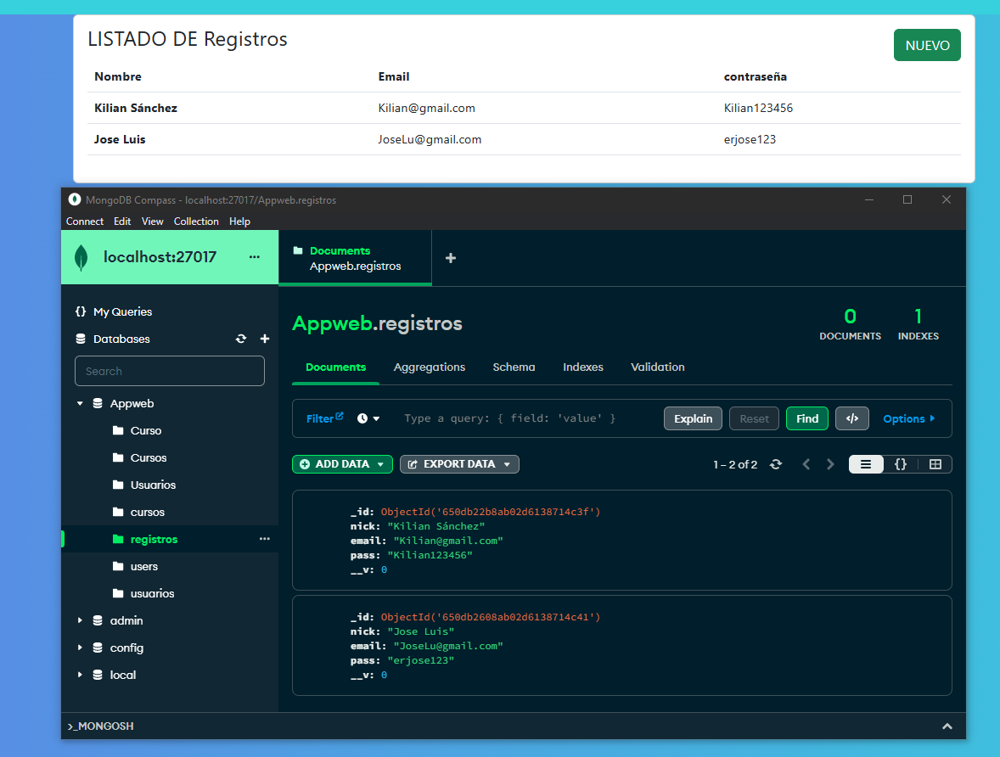 LISTADO DE Registros
NUEVO
Nombre Email contraseña
Kilian Sánchez Kilian@gmail.com Kilian123456
Jose Luis JoseLu@gmail.com erjose123
MongoDB Compass - localhost:27017/Appweb.registros
Connect Edit View Collection Help
localhost:27017 ...
Documents
Appweb.registros
+
{} My Queries
Databases
Search
Appweb
Curso
Cursos
Usuarios
cursos
registros ...
users
usuarios
admin
config
local
Appweb.registros
0
DOCUMENTS
1
INDEXES
Documents Aggregations Schema Indexes Validation
Filter Type a query: { field: 'value' } Explain Reset Find </> Options
ADD DATA EXPORT DATA 1 – 2 of 2 {}
_id: ObjectId('650db22b8ab02d6138714c3f')
nick: "Kilian Sánchez"
email: "Kilian@gmail.com"
pass: "Kilian123456"
__v: 0
_id: ObjectId('650db2608ab02d6138714c41')
nick: "Jose Luis"
email: "JoseLu@gmail.com"
pass: "erjose123"
__v: 0
>_MONGOSH